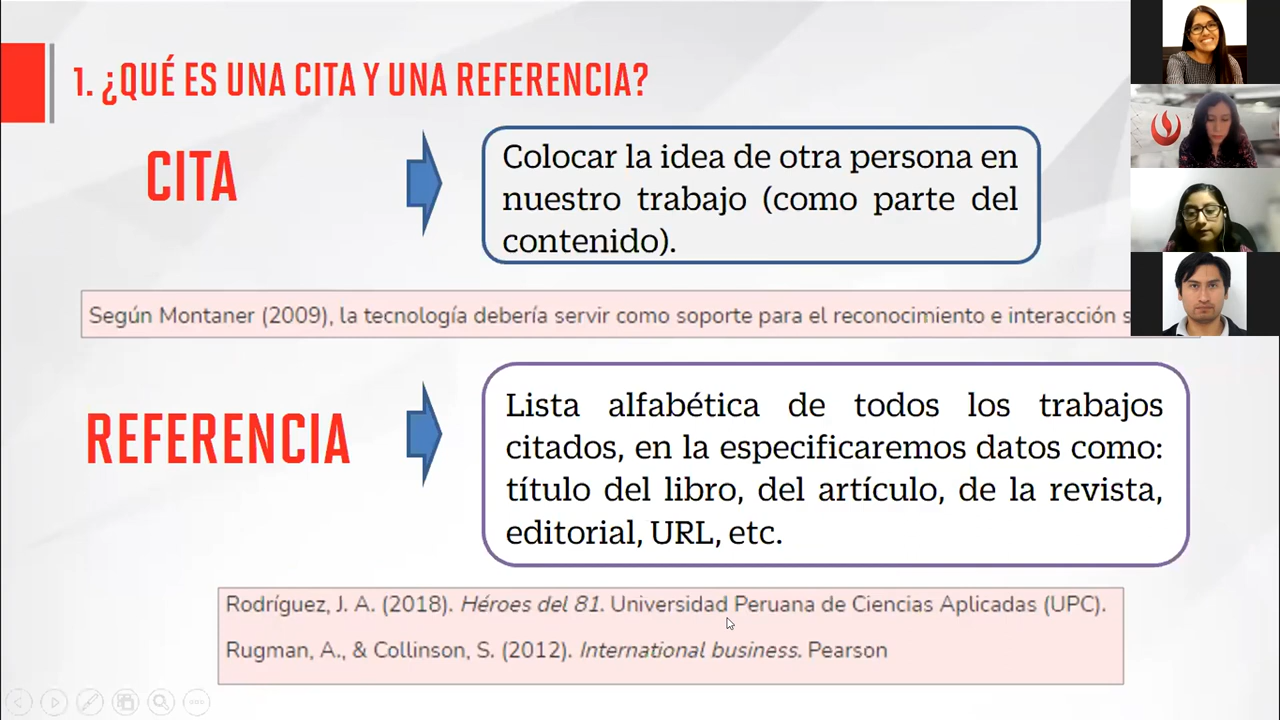 1. ¿QUÉ ES UNA CITA Y UNA REFERENCIA?
CITA
Colocar la idea de otra persona en
nuestro trabajo (como parte del
contenido).
Según Montaner (2009), la tecnología debería servir como soporte para el reconocimiento e interacción s
REFERENCIA
Lista alfabética de todos los trabajos
citados, en la especificaremos datos como:
título del libro, del artículo, de la revista,
editorial, URL, etc.
Rodríguez, J. A. (2018). Héroes del 81. Universidad Peruana de Ciencias Aplicadas (UPC).
Rugman, A., & Collinson, S. (2012). International business. Pearson